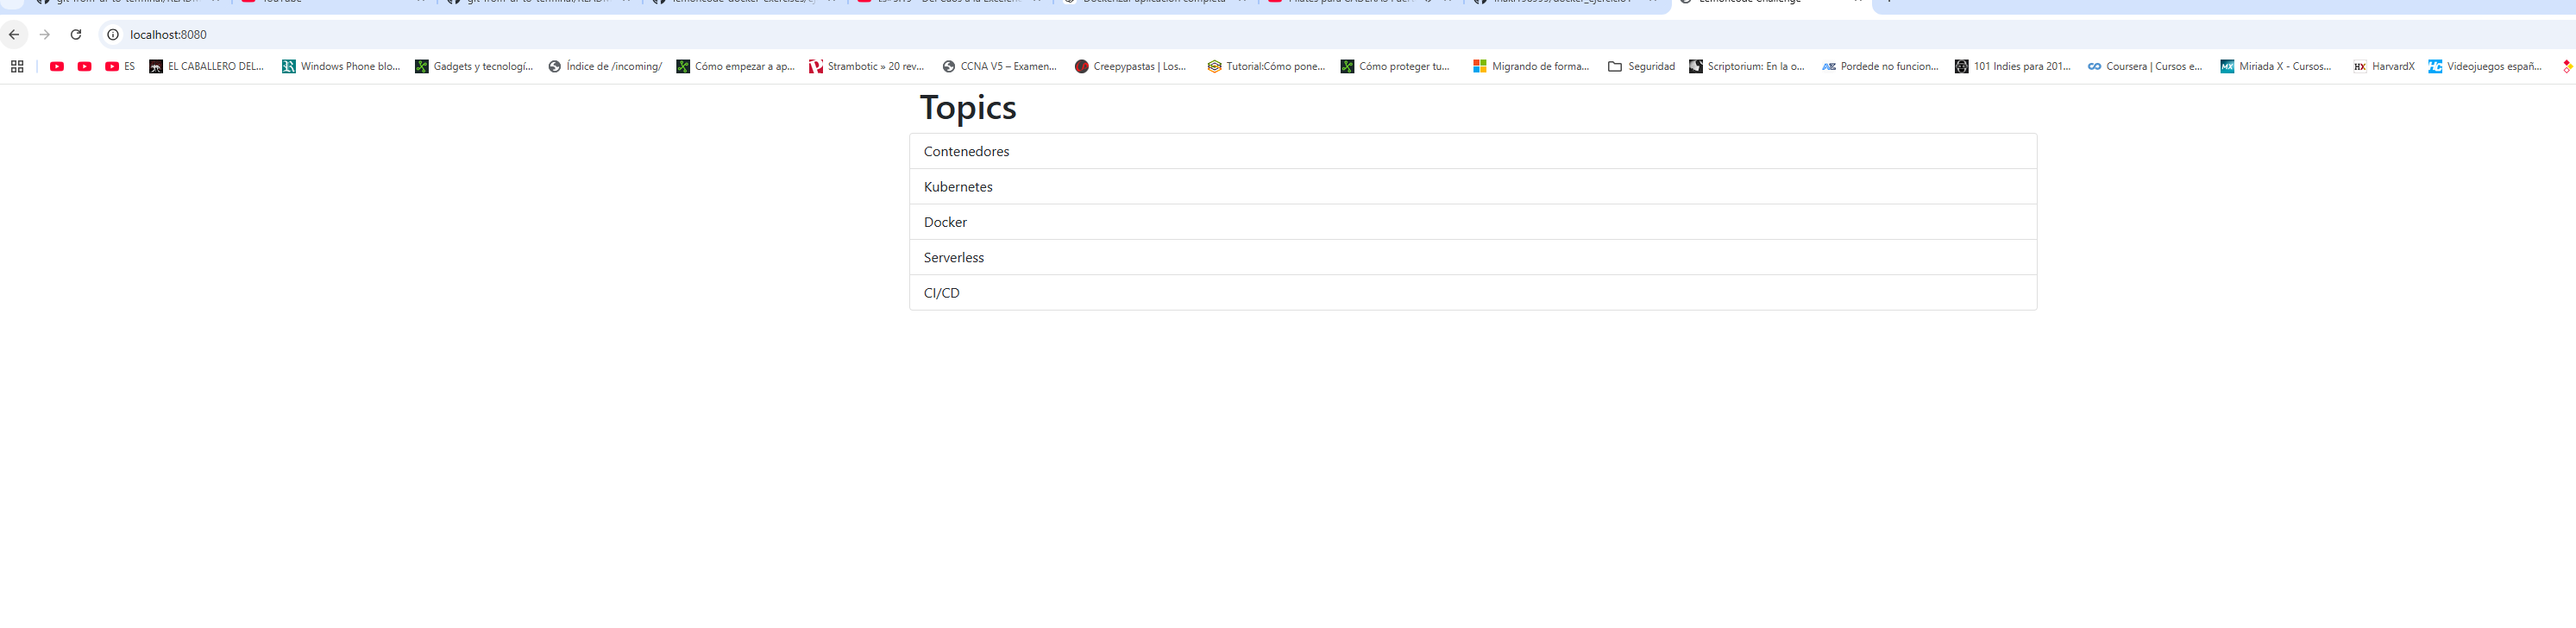 localhost:8080
ES EL CABALLERO DEL... Windows Phone blo... Gadgets y tecnologí... Índice de /incoming/ Cómo empezar a ap... Strambotic » 20 rev... CCNA V5 – Examen... Creepypastas | Los... Tutorial:Cómo pone... Cómo proteger tu... Migrando de forma... Seguridad Scriptorium: En la o... Pordede no funcion... 101 Indies para 201... Coursera | Cursos e... Miriada X - Cursos... HarvardX Videojuegos españ...
Topics
Contenedores
Kubernetes
Docker
Serverless
CI/CD